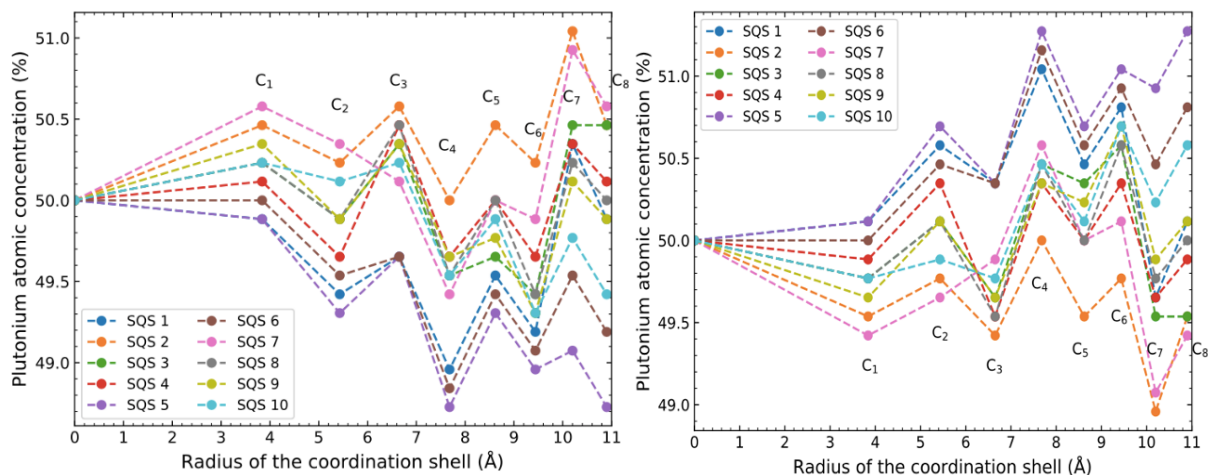 51.0
50.5
50.0
49.5
49.0
Plutonium atomic concentration (%)
C1
C2
C3
C4
C5
C6
C7
C8
SQS 1
SQS 2
SQS 3
SQS 4
SQS 5
SQS 6
SQS 7
SQS 8
SQS 9
SQS 10
0 1 2 3 4 5 6 7 8 9 10 11
Radius of the coordination shell (Å)
51.0
50.5
50.0
49.5
49.0
Plutonium atomic concentration (%)
SQS 1
SQS 2
SQS 3
SQS 4
SQS 5
SQS 6
SQS 7
SQS 8
SQS 9
SQS 10
C1
C2
C3
C4
C5
C6
C7
C8
0 1 2 3 4 5 6 7 8 9 10 11
Radius of the coordination shell (Å)